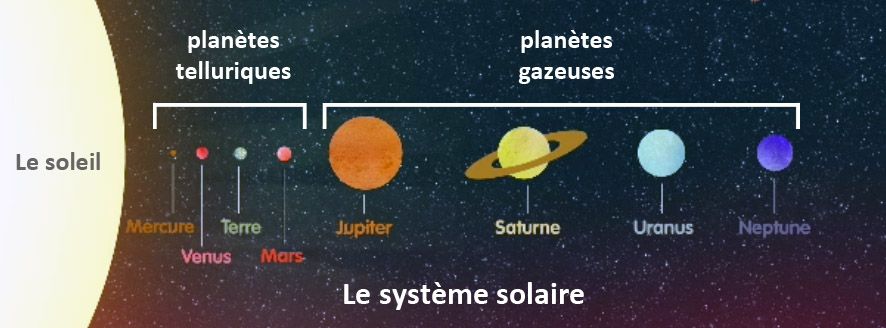 planètes
telluriques
planètes
gazeuses
Le soleil
Mercure
Terre
Jupiter
Saturne
Uranus
Neptune
Venus
Mars
Le système solaire